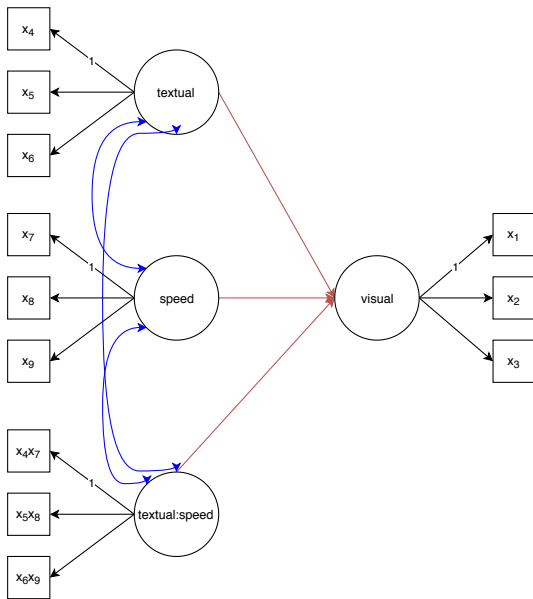 x₄
1
x₅
textual
x₆
x₇
1
x₁
1
x₈
speed
visual
x₂
x₉
x₃
x₄x₇
1
x₅x₈
textual:speed
x₆x₉